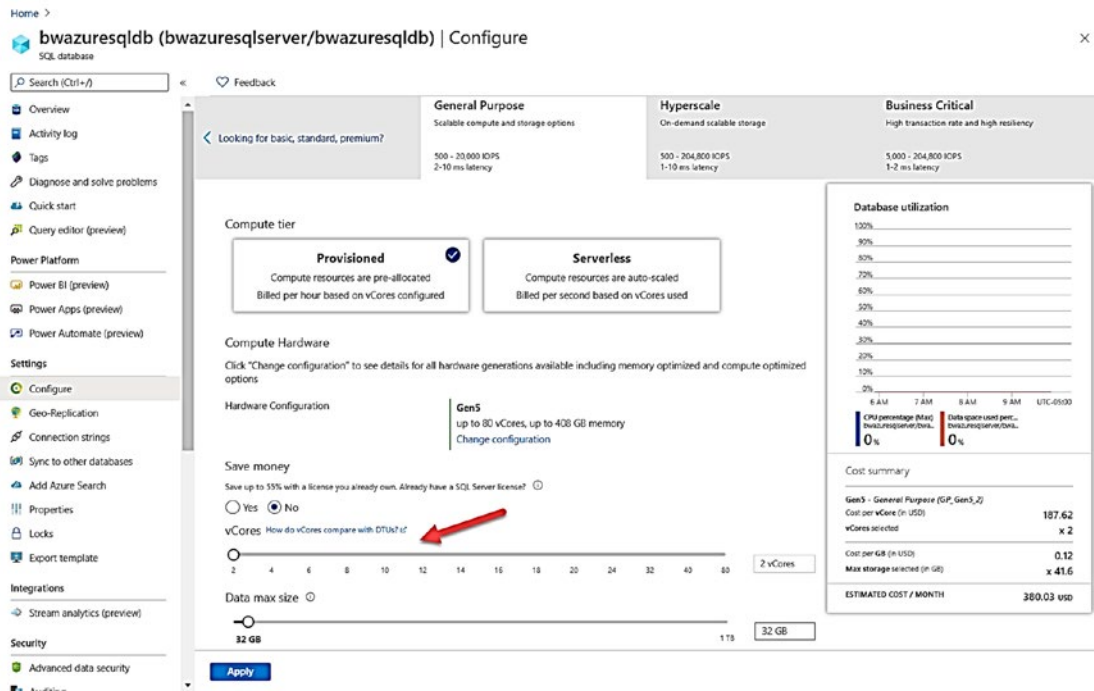 Home >
bwazuresqldb (bwazuresqlserver/bwazuresqldb) | Configure
SQL database
Search (Ctrl+/)
«
Feedback
Overview
Activity log
Tags
Diagnose and solve problems
Quick start
Query editor (preview)
Power Platform
Power BI (preview)
Power Apps (preview)
Power Automate (preview)
Settings
Configure
Geo-Replication
Connection strings
Sync to other databases
Add Azure Search
Properties
Locks
Export template
Integrations
Stream analytics (preview)
Security
Advanced data security
Auditing
Looking for basic, standard, premium?
General Purpose
Scalable compute and storage options
500 - 20,000 IOPS
2-10 ms latency
Hyperscale
On-demand scalable storage
500 - 204,800 IOPS
1-10 ms latency
Business Critical
High transaction rate and high resiliency
5,000 - 204,800 IOPS
1-2 ms latency
Compute tier
Provisioned
Compute resources are pre-allocated
Billed per hour based on vCores configured
Serverless
Compute resources are auto-scaled
Billed per second based on vCores used
Compute Hardware
Click "Change configuration" to see details for all hardware generations available including memory optimized and compute optimized
options
Hardware Configuration
Gen5
up to 80 vCores, up to 408 GB memory
Change configuration
Save money
Save up to 55% with a license you already own. Already have a SQL Server license?
Yes No
vCores How do vCores compare with DTUs?
2 4 6 8 10 12 14 16 18 20 24 32 40 80
2 vCores
Data max size
32 GB
1 TB
32 GB
Apply
Database utilization
100%
90%
80%
70%
60%
50%
40%
30%
20%
10%
0%
6 AM 7 AM 8 AM 9 AM UTC-05:00
CPU percentage (Max)
bwazuresqlserver/bwa...
0%
Data space used perc...
bwazuresqlserver/bwa...
0%
Cost summary
Gen5 - General Purpose (GP_Gen5_2)
Cost per vCore (in USD) 187.62
vCores selected x 2
Cost per GB (in USD) 0.12
Max storage selected (in GB) x 41.6
ESTIMATED COST / MONTH 380.03 USD